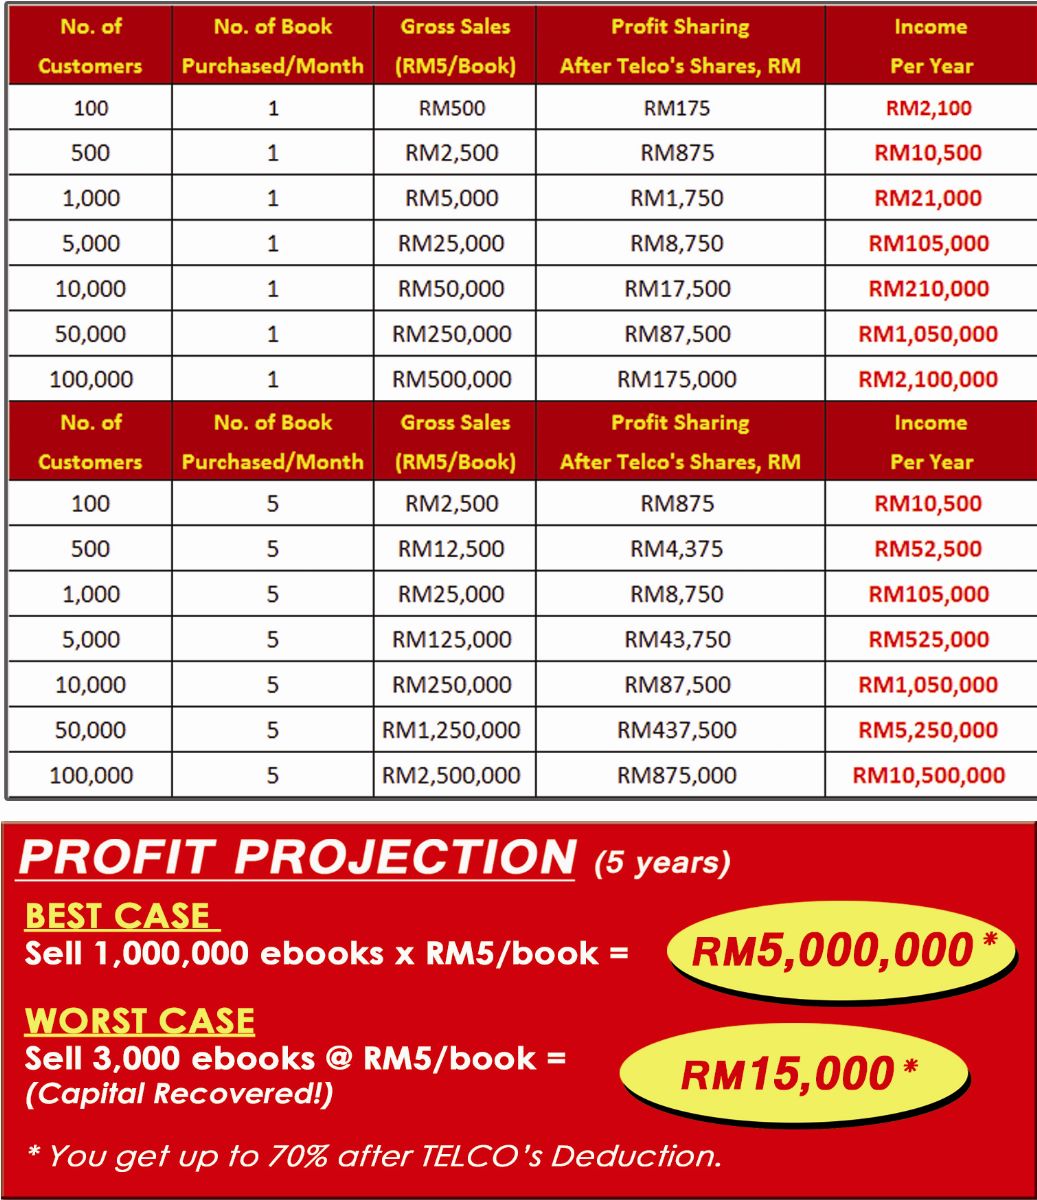 No. of Customers No. of Book Purchased/Month Gross Sales (RM5/Book) Profit Sharing After Telco's Shares, RM Income Per Year
100 1 RM500 RM175 RM2,100
500 1 RM2,500 RM875 RM10,500
1,000 1 RM5,000 RM1,750 RM21,000
5,000 1 RM25,000 RM8,750 RM105,000
10,000 1 RM50,000 RM17,500 RM210,000
50,000 1 RM250,000 RM87,500 RM1,050,000
100,000 1 RM500,000 RM175,000 RM2,100,000
No. of Customers No. of Book Purchased/Month Gross Sales (RM5/Book) Profit Sharing After Telco's Shares, RM Income Per Year
100 5 RM2,500 RM875 RM10,500
500 5 RM12,500 RM4,375 RM52,500
1,000 5 RM25,000 RM8,750 RM105,000
5,000 5 RM125,000 RM43,750 RM525,000
10,000 5 RM250,000 RM87,500 RM1,050,000
50,000 5 RM1,250,000 RM437,500 RM5,250,000
100,000 5 RM2,500,000 RM875,000 RM10,500,000
PROFIT PROJECTION (5 years)
BEST CASE
Sell 1,000,000 ebooks x RM5/book = RM5,000,000*
WORST CASE
Sell 3,000 ebooks @ RM5/book = RM15,000*
(Capital Recovered!)
* You get up to 70% after TELCO's Deduction.